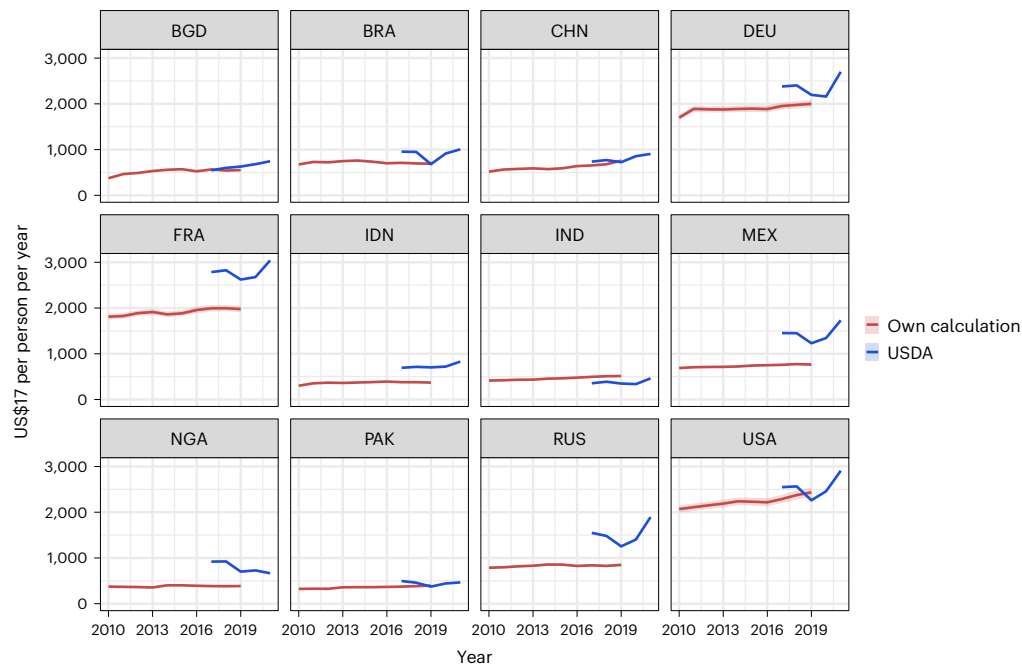 BGD BRA CHN DEU
3,000
2,000
1,000
0
FRA IDN IND MEX
3,000
2,000
1,000
0
NGA PAK RUS USA
3,000
2,000
1,000
0
2010 2013 2016 2019 2010 2013 2016 2019 2010 2013 2016 2019 2010 2013 2016 2019
Year
US$17 per person per year
Own calculation
USDA